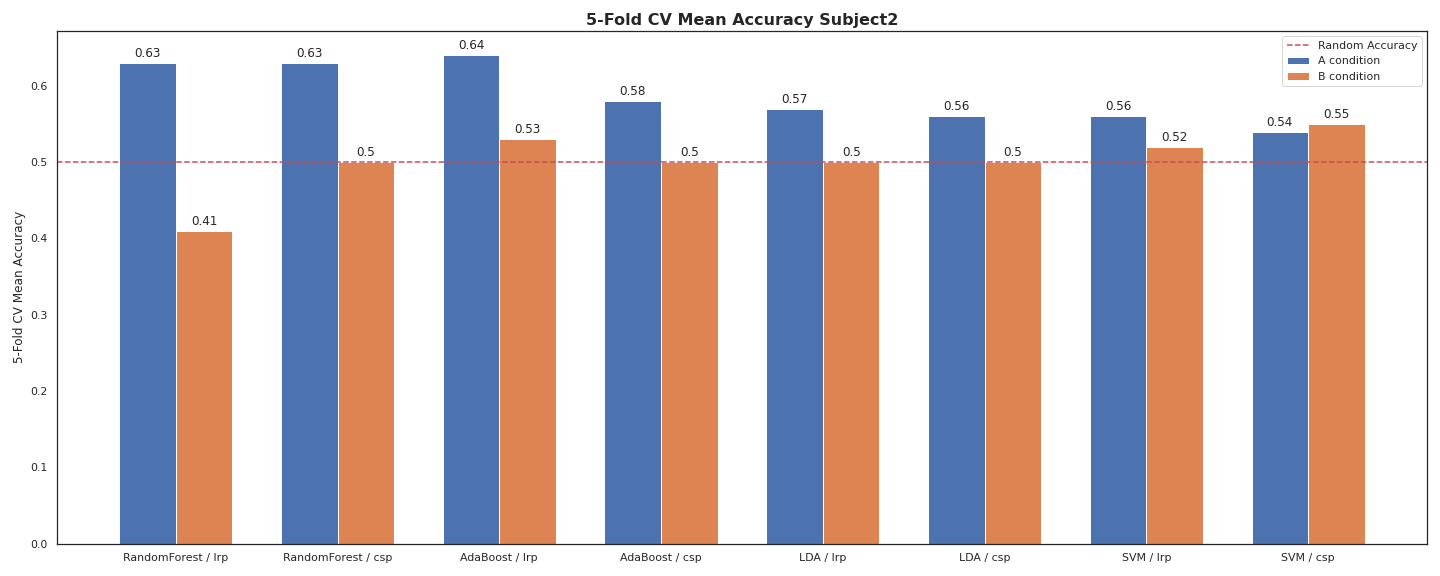 5-Fold CV Mean Accuracy Subject2
Random Accuracy
A condition
B condition
5-Fold CV Mean Accuracy
0.6
0.5
0.4
0.3
0.2
0.1
0.0
0.63
0.41
0.63
0.5
0.64
0.53
0.58
0.5
0.57
0.5
0.56
0.5
0.56
0.52
0.54
0.55
RandomForest / lrp
RandomForest / csp
AdaBoost / lrp
AdaBoost / csp
LDA / lrp
LDA / csp
SVM / lrp
SVM / csp